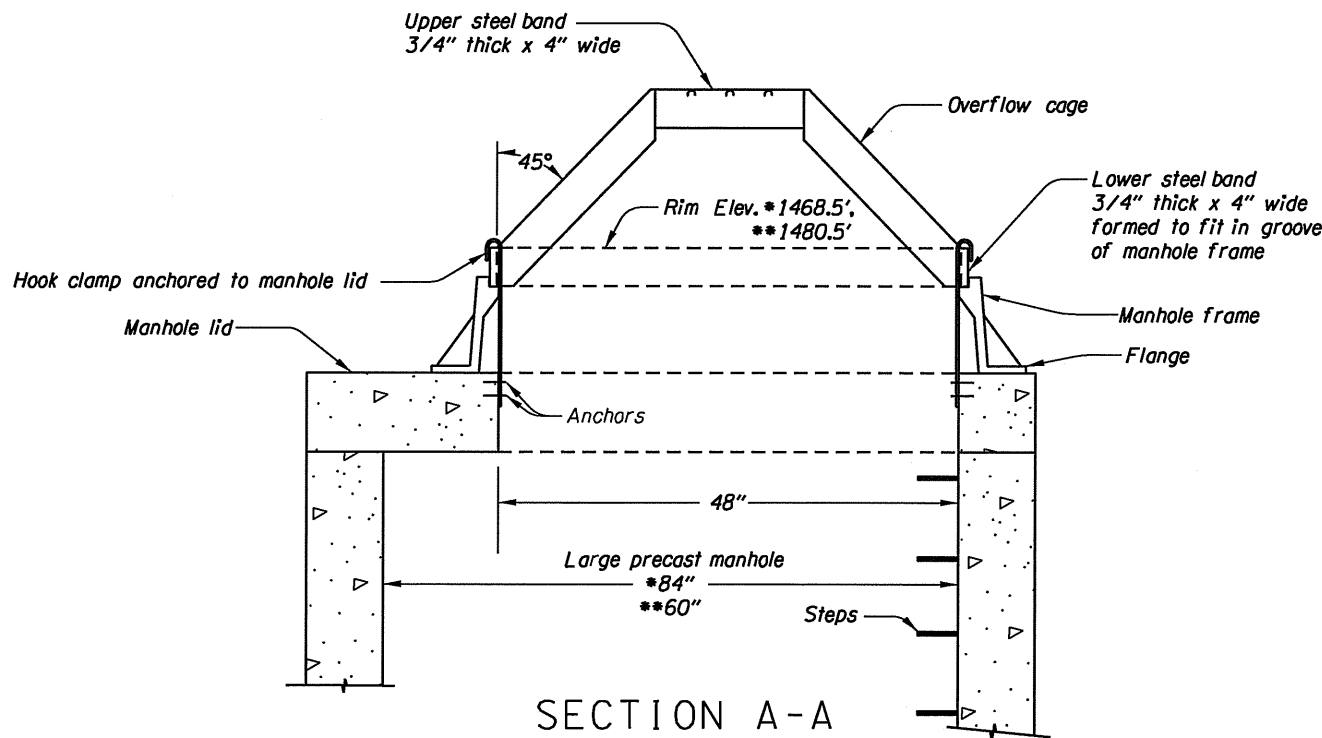 Upper steel band
3/4" thick x 4" wide
Overflow cage
45°
Lower steel band
3/4" thick x 4" wide
formed to fit in groove
of manhole frame
Rim Elev. *1468.5',
**1480.5'
Hook clamp anchored to manhole lid
Manhole frame
Manhole lid
Flange
Anchors
48"
Large precast manhole
*84"
**60"
Steps
SECTION A-A